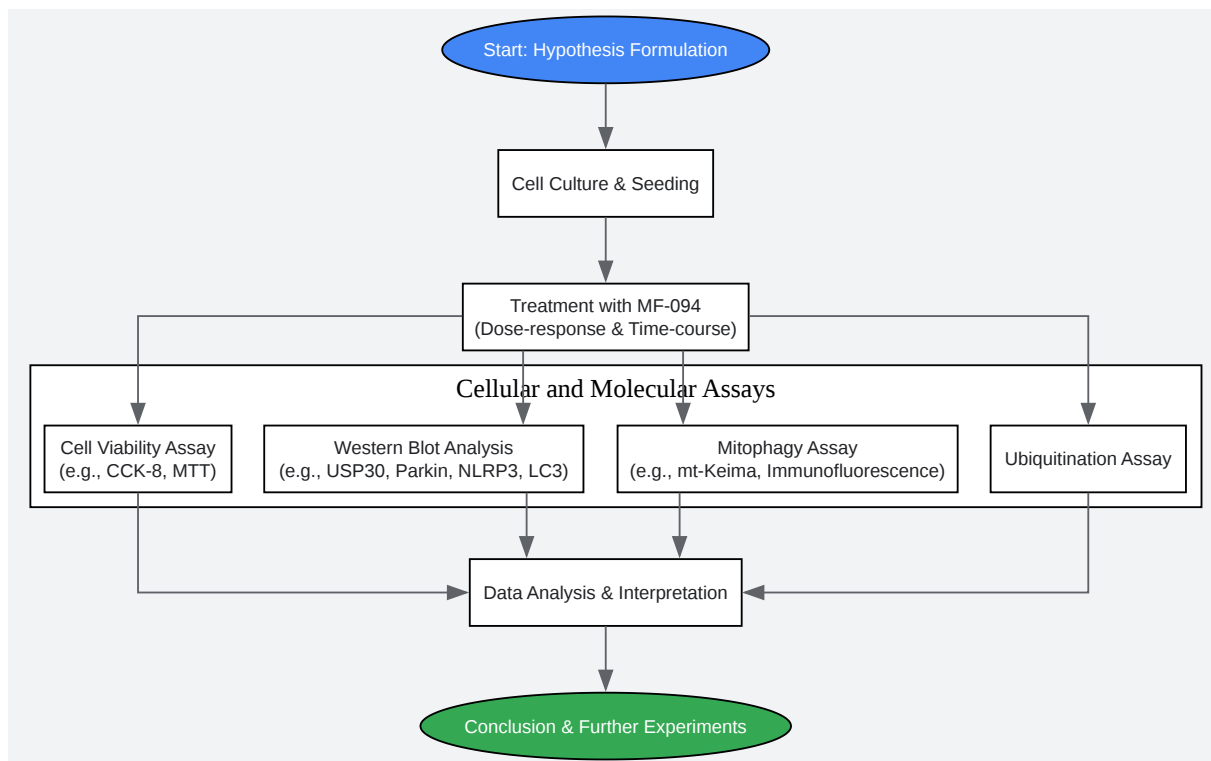 Start: Hypothesis Formulation
Cell Culture & Seeding
Treatment with MF-094
(Dose-response & Time-course)
Cellular and Molecular Assays
Cell Viability Assay
(e.g., CCK-8, MTT)
Western Blot Analysis
(e.g., USP30, Parkin, NLRP3, LC3)
Mitophagy Assay
(e.g., mt-Keima, Immunofluorescence)
Ubiquitination Assay
Data Analysis & Interpretation
Conclusion & Further Experiments